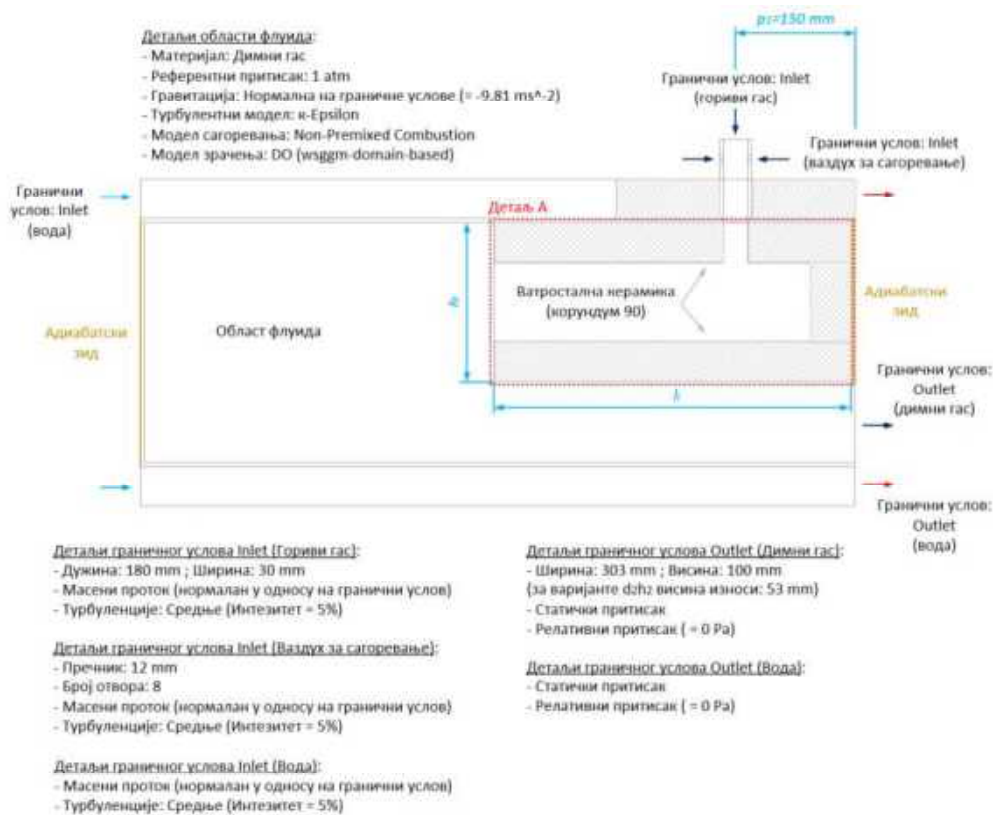 Детаљи области флуида:
- Материјал: Димни гас
- Референтни притисак: 1 atm
- Гравитација: Нормална на граничне услове (= -9.81 ms^-2)
- Турбулентни модел: κ-Epsilon
- Модел сагоревања: Non-Premixed Combustion
- Модел зрачења: DO (wsggm-domain-based)
p₂=150 mm
Гранични услов: Inlet
(гориви гас)
Гранични услов: Inlet
(ваздух за сагоревање)
Гранични
услов: Inlet
(вода)
Детаљ А
h
Ватростална керамика
(корундум 90)
Адиабатски
зид
Област флуида
Адиабатски
зид
Гранични услов:
Outlet
(димни гас)
Гранични услов:
Outlet
(вода)
Детаљи граничног услова Inlet (Гориви гас):
- Дужина: 180 mm ; Ширина: 30 mm
- Масени проток (нормалан у односу на гранични услов)
- Турбуленције: Средње (Интезитет = 5%)
Детаљи граничног услова Inlet (Ваздух за сагоревање):
- Пречник: 12 mm
- Број отвора: 8
- Масени проток (нормалан у односу на гранични услов)
- Турбуленције: Средње (Интезитет = 5%)
Детаљи граничног услова Inlet (Вода):
- Масени проток (нормалан у односу на гранични услов)
- Турбуленције: Средње (Интезитет = 5%)
Детаљи граничног услова Outlet (Димни гас):
- Ширина: 303 mm ; Висина: 100 mm
(за варијанте d₂h₂ висина износи: 53 mm)
- Статички притисак
- Релативни притисак ( = 0 Pa)
Детаљи граничног услова Outlet (Вода):
- Статички притисак
- Релативни притисак ( = 0 Pa)